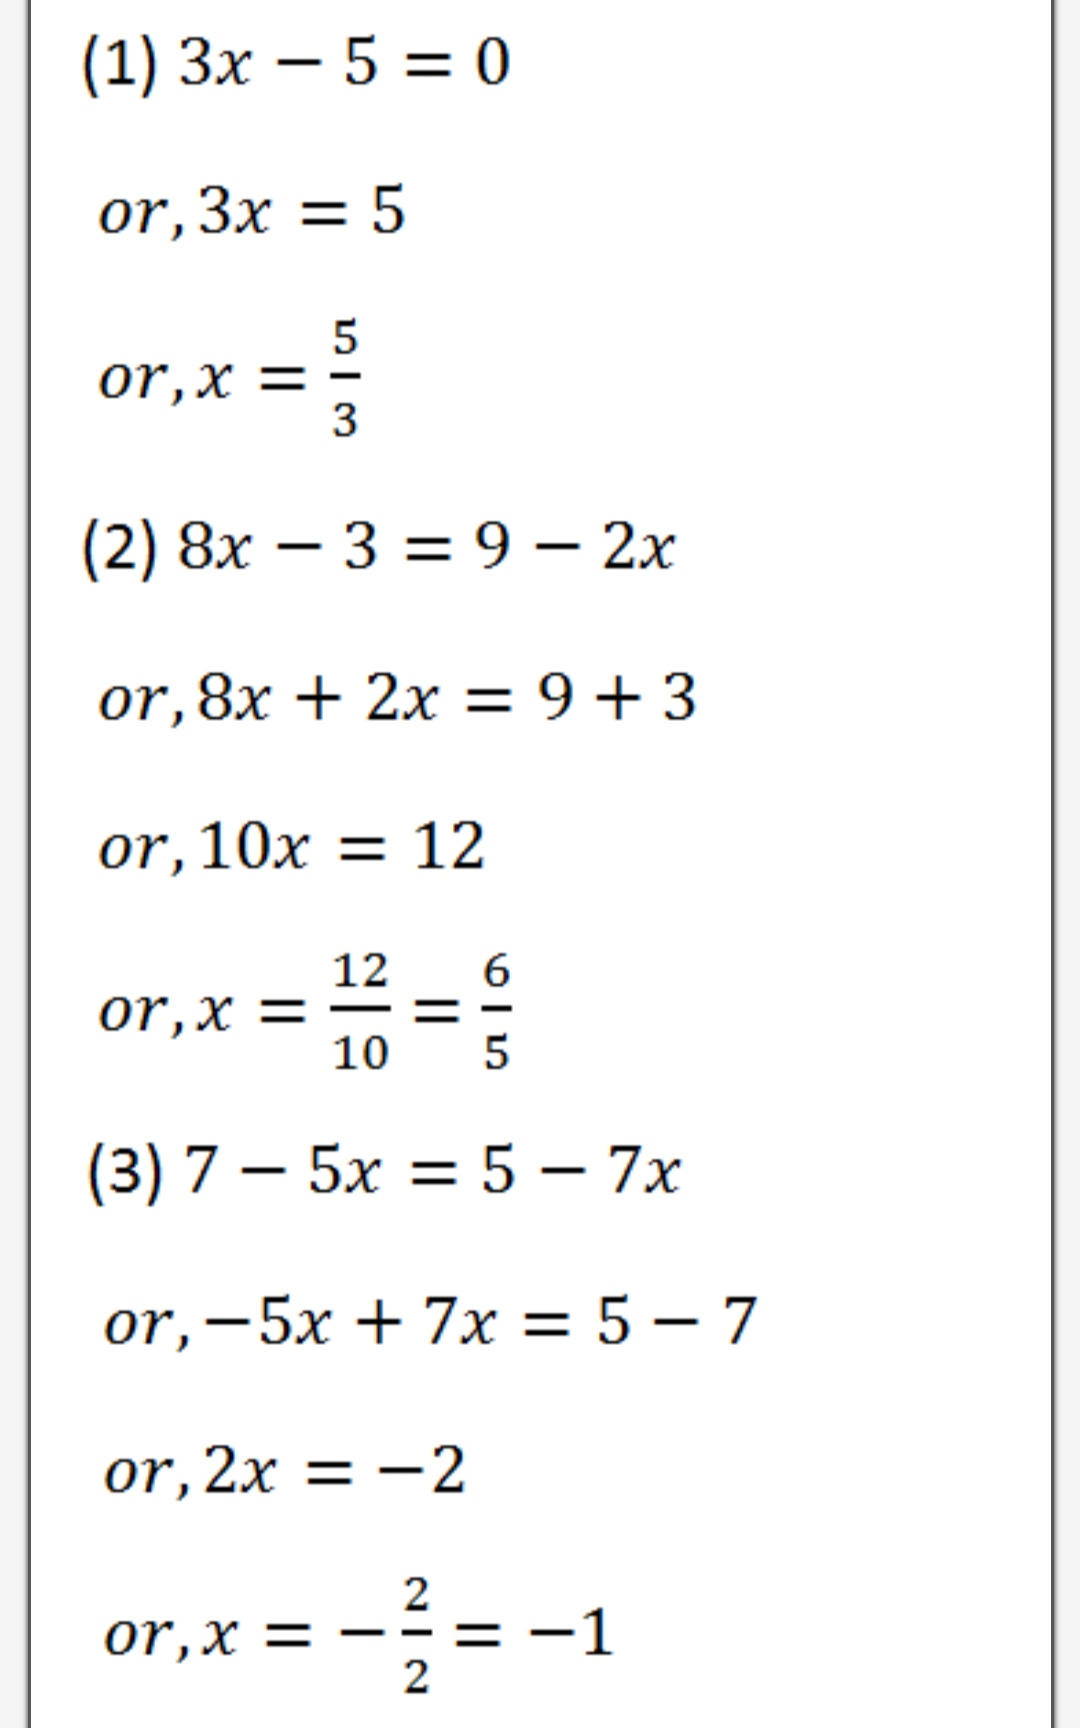 (1) 3x − 5 = 0
or, 3x = 5
or, x = 5/3
(2) 8x − 3 = 9 − 2x
or, 8x + 2x = 9 + 3
or, 10x = 12
or, x = 12/10 = 6/5
(3) 7 − 5x = 5 − 7x
or, −5x + 7x = 5 − 7
or, 2x = −2
or, x = −2/2 = −1